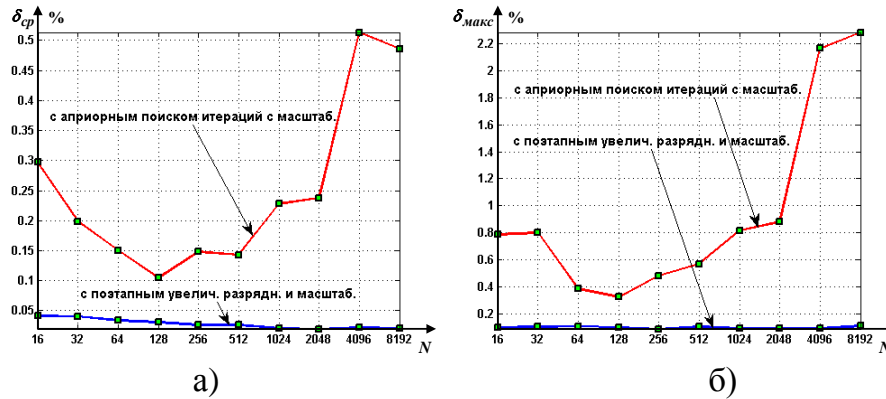 δср %
0.5
0.45
0.4
0.35
0.3
0.25
0.2
0.15
0.1
0.05
с априорным поиском итераций с масштаб.
с поэтапным увелич. разрядн. и масштаб.
16 32 64 128 256 512 1024 2048 4096 8192
N
а)
δмакс %
2.2
2
1.8
1.6
1.4
1.2
1
0.8
0.6
0.4
0.2
с априорным поиском итераций с масштаб.
с поэтапным увелич. разрядн. и масштаб.
16 32 64 128 256 512 1024 2048 4096 8192
N
б)